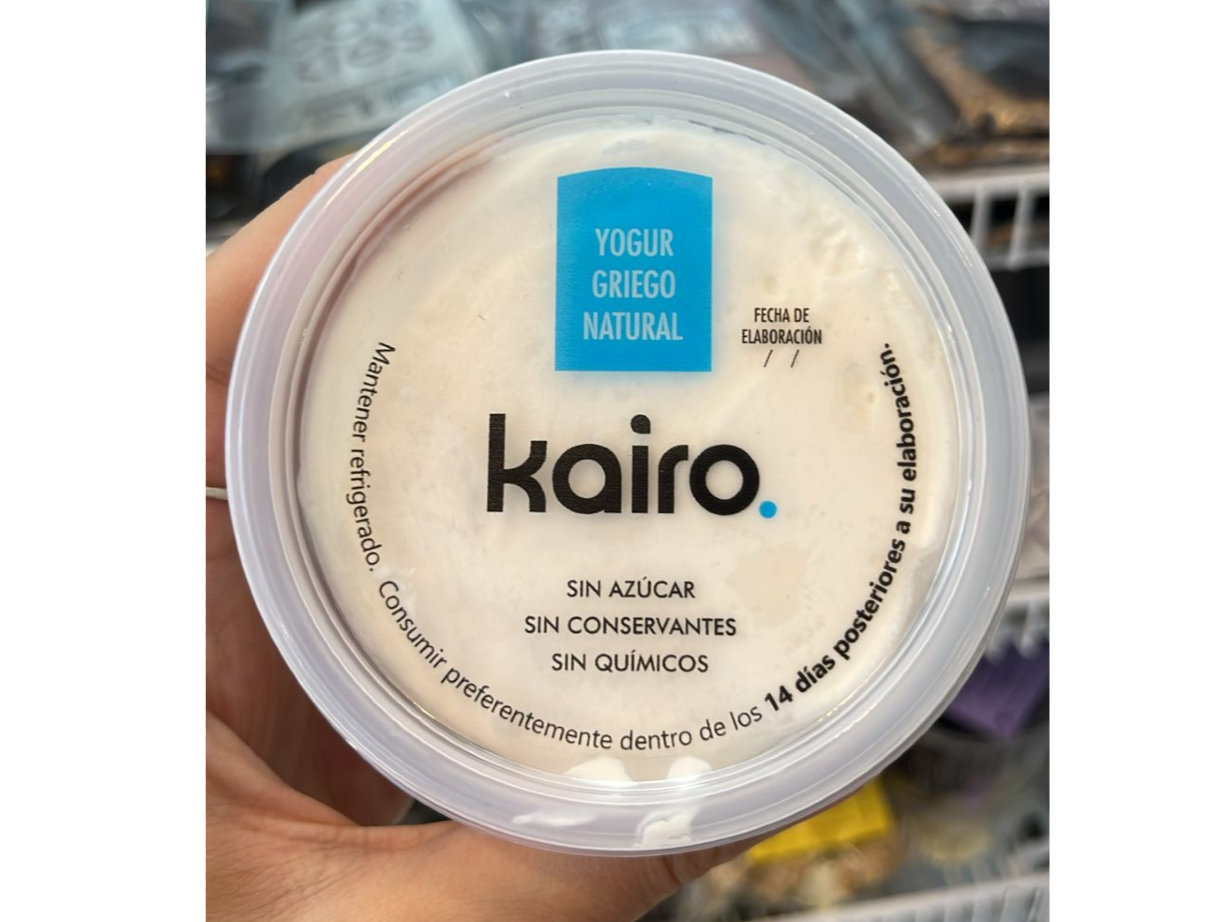 YOGUR
GRIEGO
NATURAL
FECHA DE
ELABORACIÓN
/ /
kairo.
SIN AZÚCAR
SIN CONSERVANTES
SIN QUÍMICOS
Mantener refrigerado. Consumir preferentemente dentro de los 14 días posteriores a su elaboración.